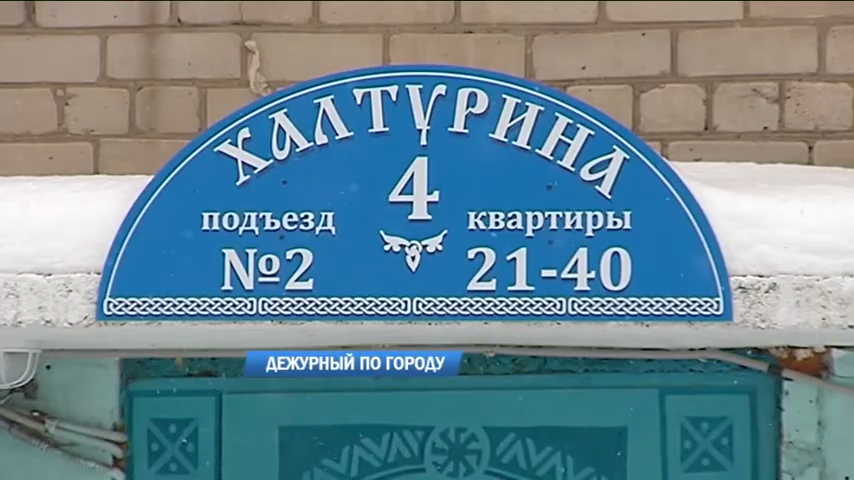 ХАЛТУРИНА
4
подъезд
№2
квартиры
21-40
ДЕЖУРНЫЙ ПО ГОРОДУ